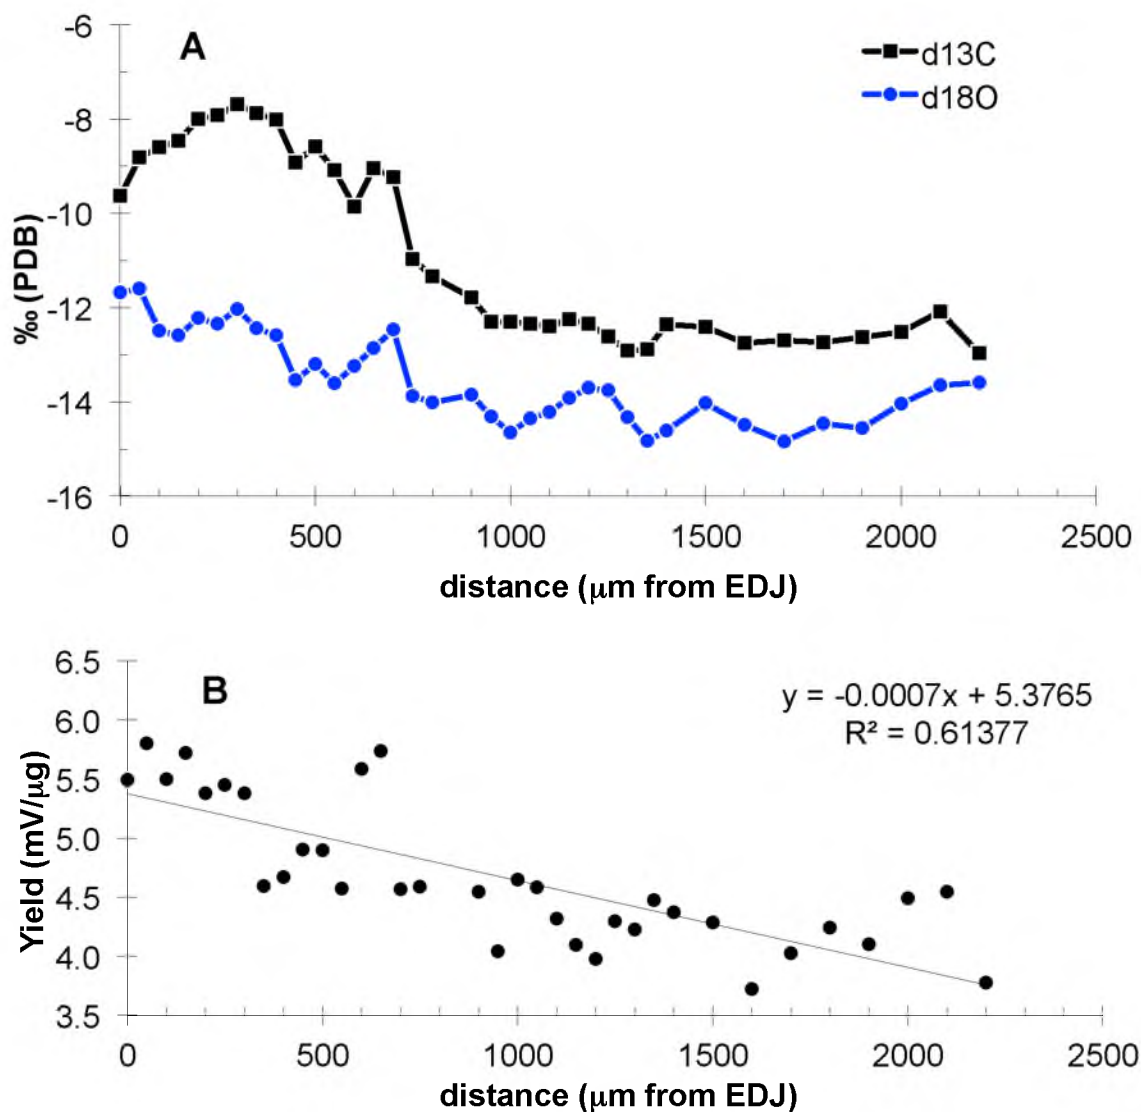 -6
A
d13C
d18O
-8
-10
-12
-14
-16
‰ (PDB)
0 500 1000 1500 2000 2500
distance (μm from EDJ)
6.5
B
y = -0.0007x + 5.3765
R² = 0.61377
6.0
5.5
5.0
4.5
4.0
3.5
Yield (mV/μg)
0 500 1000 1500 2000 2500
distance (μm from EDJ)